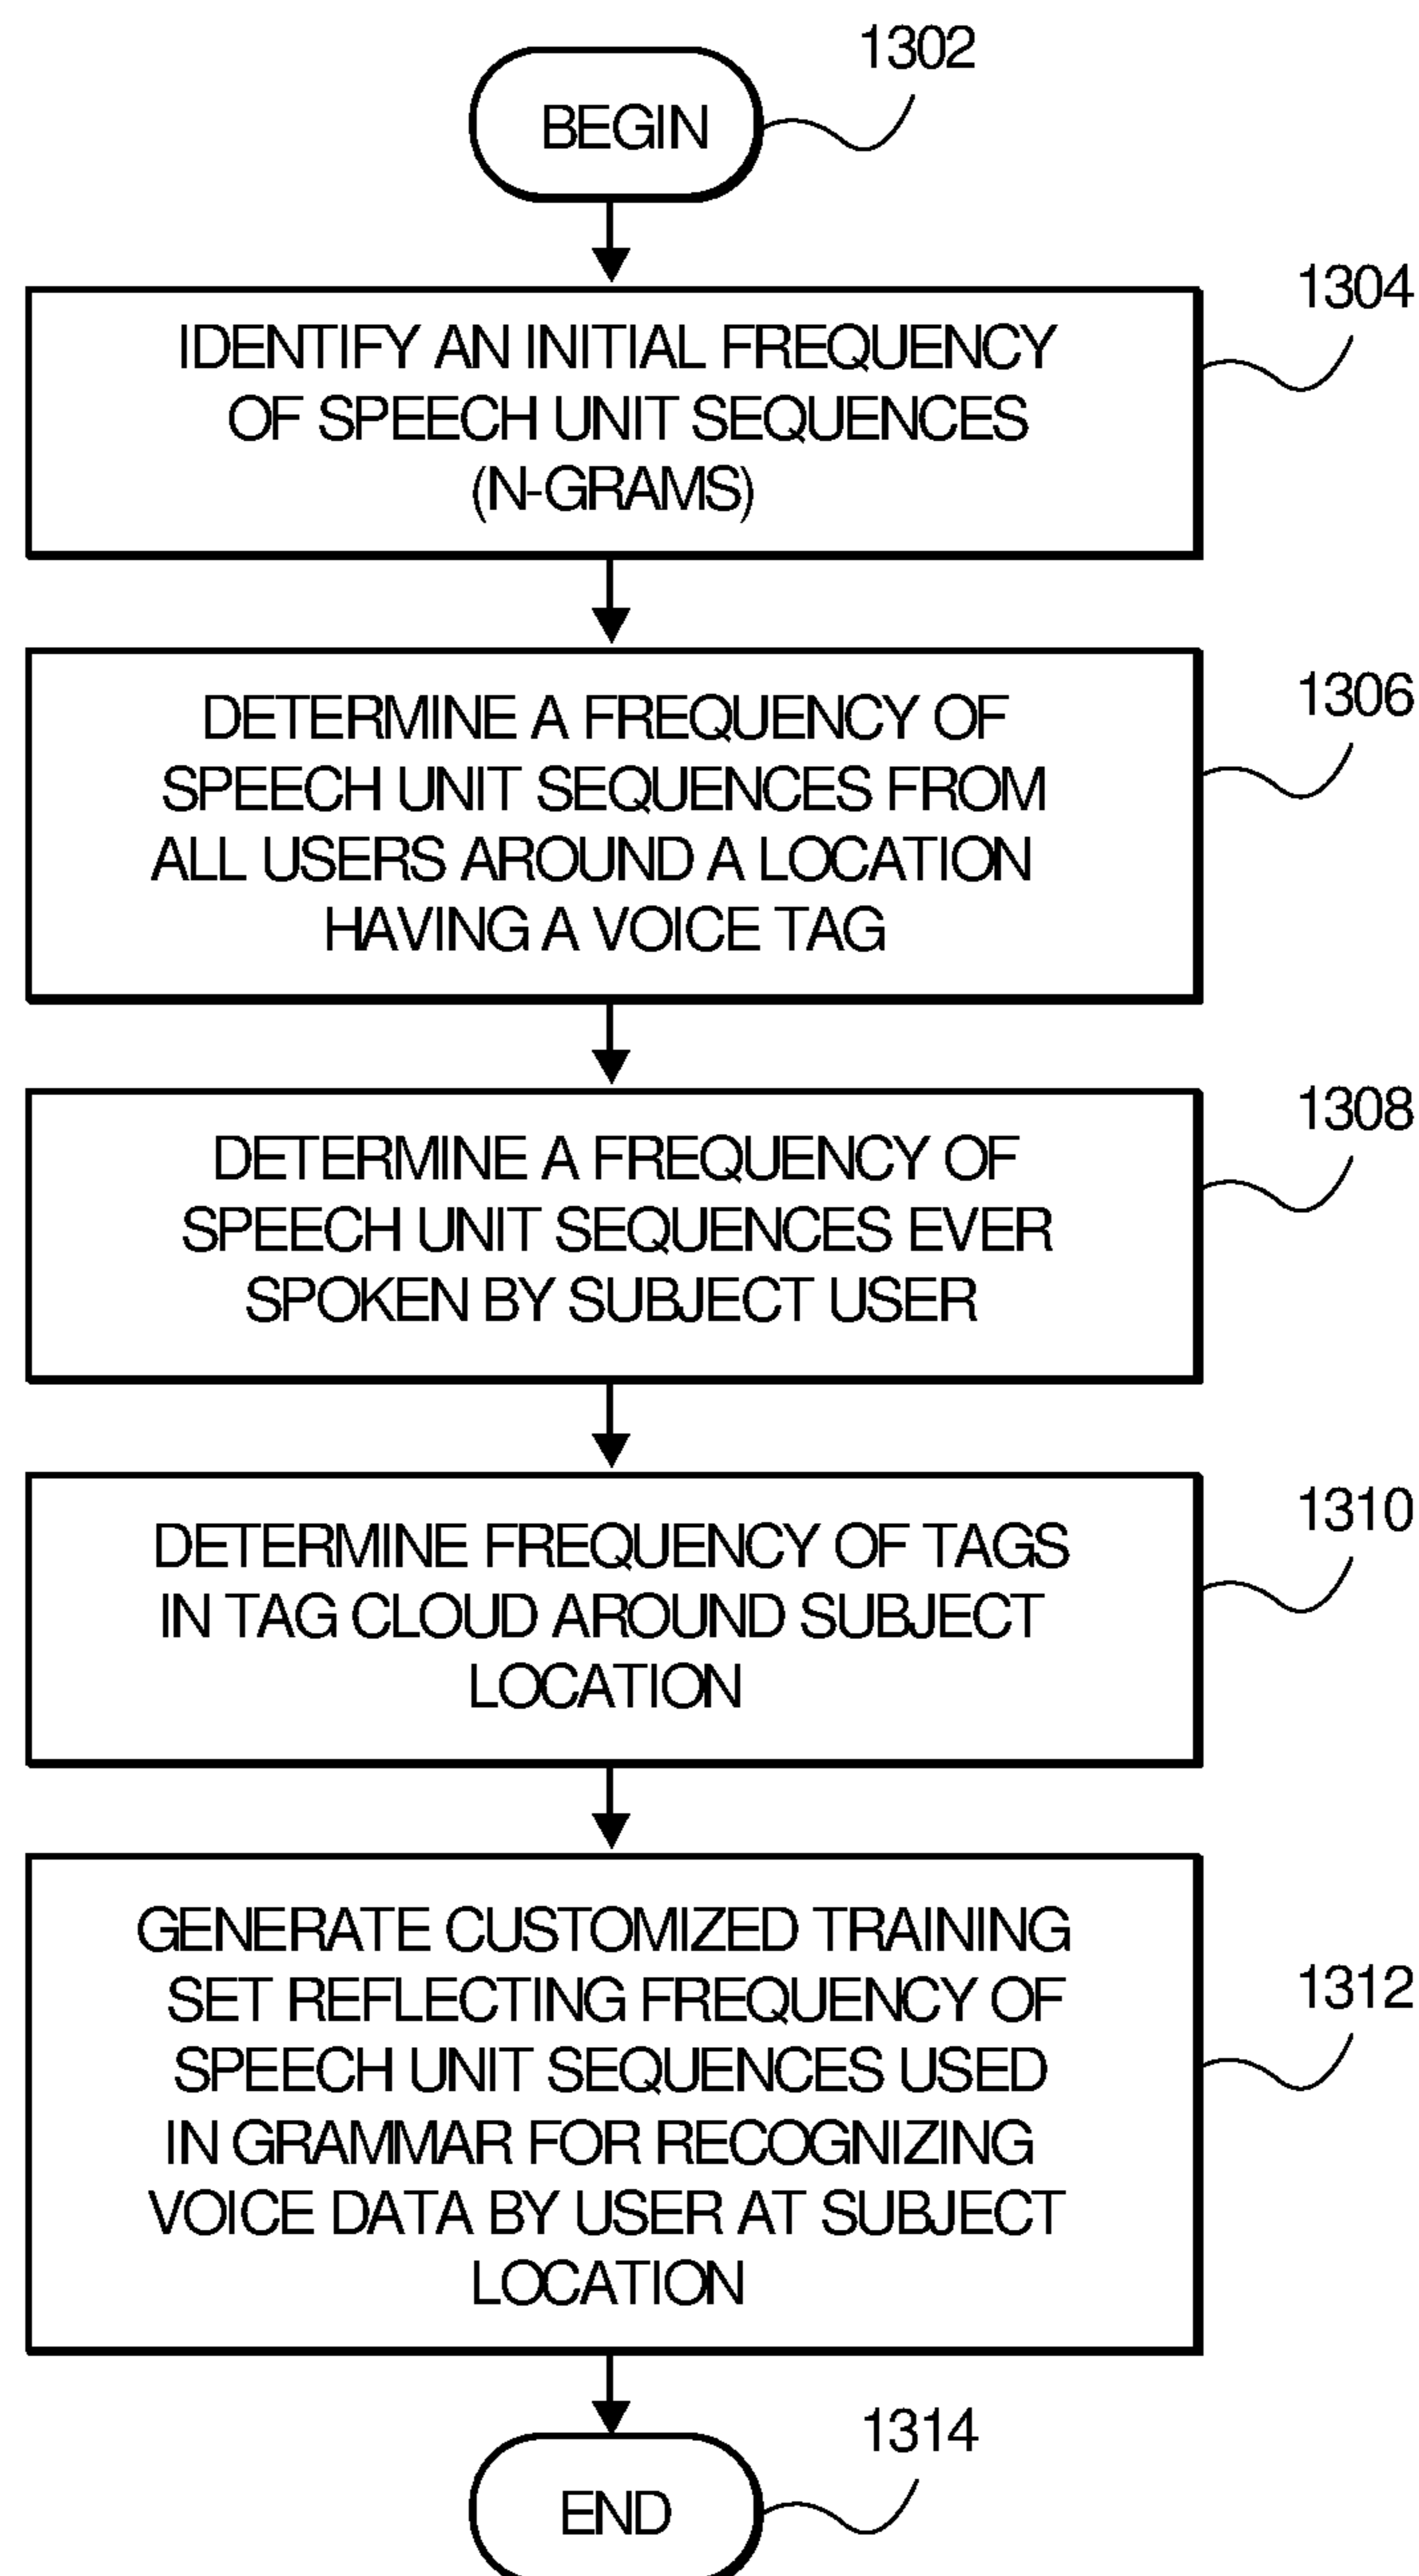 1302
BEGIN
1304
IDENTIFY AN INITIAL FREQUENCY
OF SPEECH UNIT SEQUENCES
(N-GRAMS)
1306
DETERMINE A FREQUENCY OF
SPEECH UNIT SEQUENCES FROM
ALL USERS AROUND A LOCATION
HAVING A VOICE TAG
1308
DETERMINE A FREQUENCY OF
SPEECH UNIT SEQUENCES EVER
SPOKEN BY SUBJECT USER
1310
DETERMINE FREQUENCY OF TAGS
IN TAG CLOUD AROUND SUBJECT
LOCATION
1312
GENERATE CUSTOMIZED TRAINING
SET REFLECTING FREQUENCY OF
SPEECH UNIT SEQUENCES USED
IN GRAMMAR FOR RECOGNIZING
VOICE DATA BY USER AT SUBJECT
LOCATION
1314
END